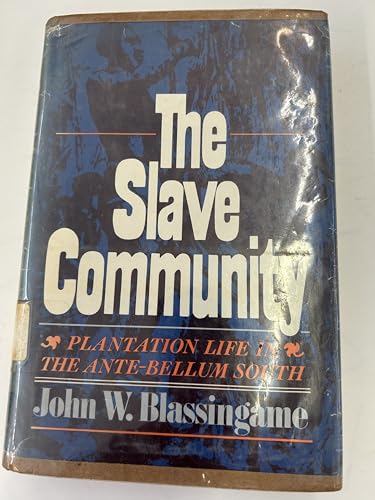 The
Slave
Community
PLANTATION LIFE IN
THE ANTE-BELLUM SOUTH
John W. Blassingame